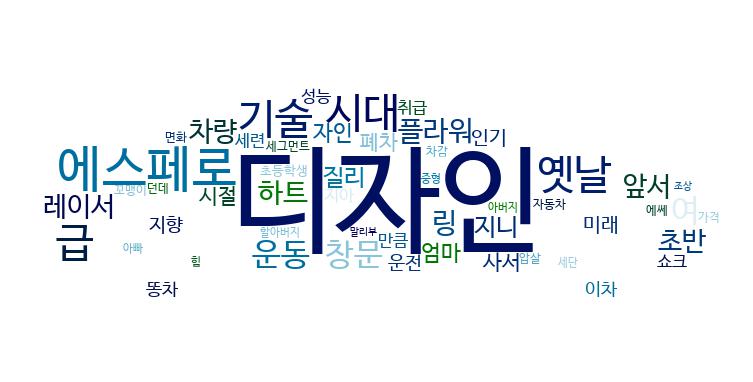 성능
기술 시대 취급
차량 세련 자인 플라워 인기
면화 세그먼트 폐차
에스페로 초등학생 질리 차감 옛날
꼬맹이 던데 시절 하트 시아 디자인 중형 앞서 조상
레이서 아버지 자동차 에쎄 여 가격
급 지향 할아버지 말리부 만큼 링 지니 미래 초반
아빠 힘 운동 창문 운전 엄마 사서 압살 세단 쇼크
똥차 이차